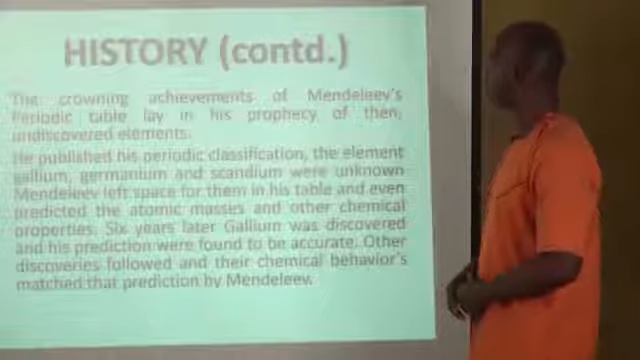 HISTORY (contd.)
The crowning achievements of Mendeleev's
Periodic table lay in his prophecy of then,
undiscovered elements.
He published his periodic classification, the element
gallium, germanium and scandium were unknown
Mendeleev left space for them in his table and even
predicted the atomic masses and other chemical
properties. Six years later Gallium was discovered
and his prediction were found to be accurate. Other
discoveries followed and their chemical behavior's
matched that prediction by Mendeleev.